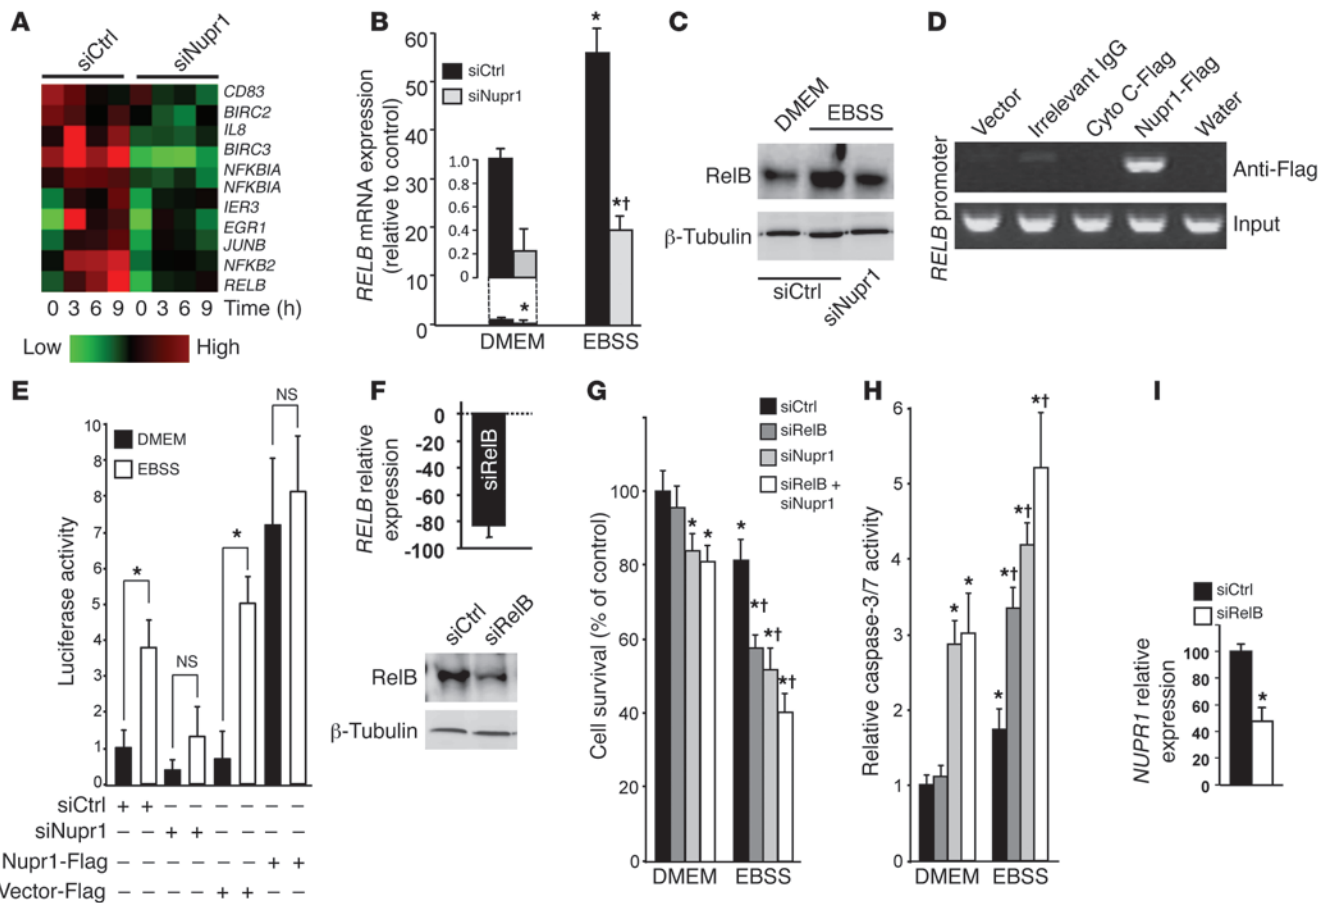 A
siCtrl siNupr1
CD83
BIRC2
IL8
BIRC3
NFKBIA
NFKBIA
IER3
EGR1
JUNB
NFKB2
RELB
0 3 6 9 0 3 6 9 Time (h)
Low High
B
RELB mRNA expression
(relative to control)
60
50
40
30
20
10
0
siCtrl
siNupr1
1.0
0.8
0.6
0.4
0.2
0
*
*
*†
DMEM EBSS
C
DMEM EBSS
RelB
β-Tubulin
siCtrl siNupr1
D
Vector Irrelevant IgG Cyto C-Flag Nupr1-Flag Water
RELB promoter
Anti-Flag
Input
E
Luciferase activity
10
9
8
7
6
5
4
3
2
1
0
DMEM
EBSS
* NS * NS
siCtrl + + – – – – – –
siNupr1 – – + + – – – –
Nupr1-Flag – – – – – – + +
Vector-Flag – – – – + + – –
F
RELB relative
expression
0
-20
-40
-60
-80
-100
siRelB
siCtrl siRelB
RelB
β-Tubulin
G
Cell survival (% of control)
100
80
60
40
20
0
siCtrl
siRelB
siNupr1
siRelB +
siNupr1
* * * *† *† *†
DMEM EBSS
H
Relative caspase-3/7 activity
6
5
4
3
2
1
0
* * * *† *† *†
DMEM EBSS
I
siCtrl
siRelB
NUPR1 relative
expression
100
80
60
40
20
0
*